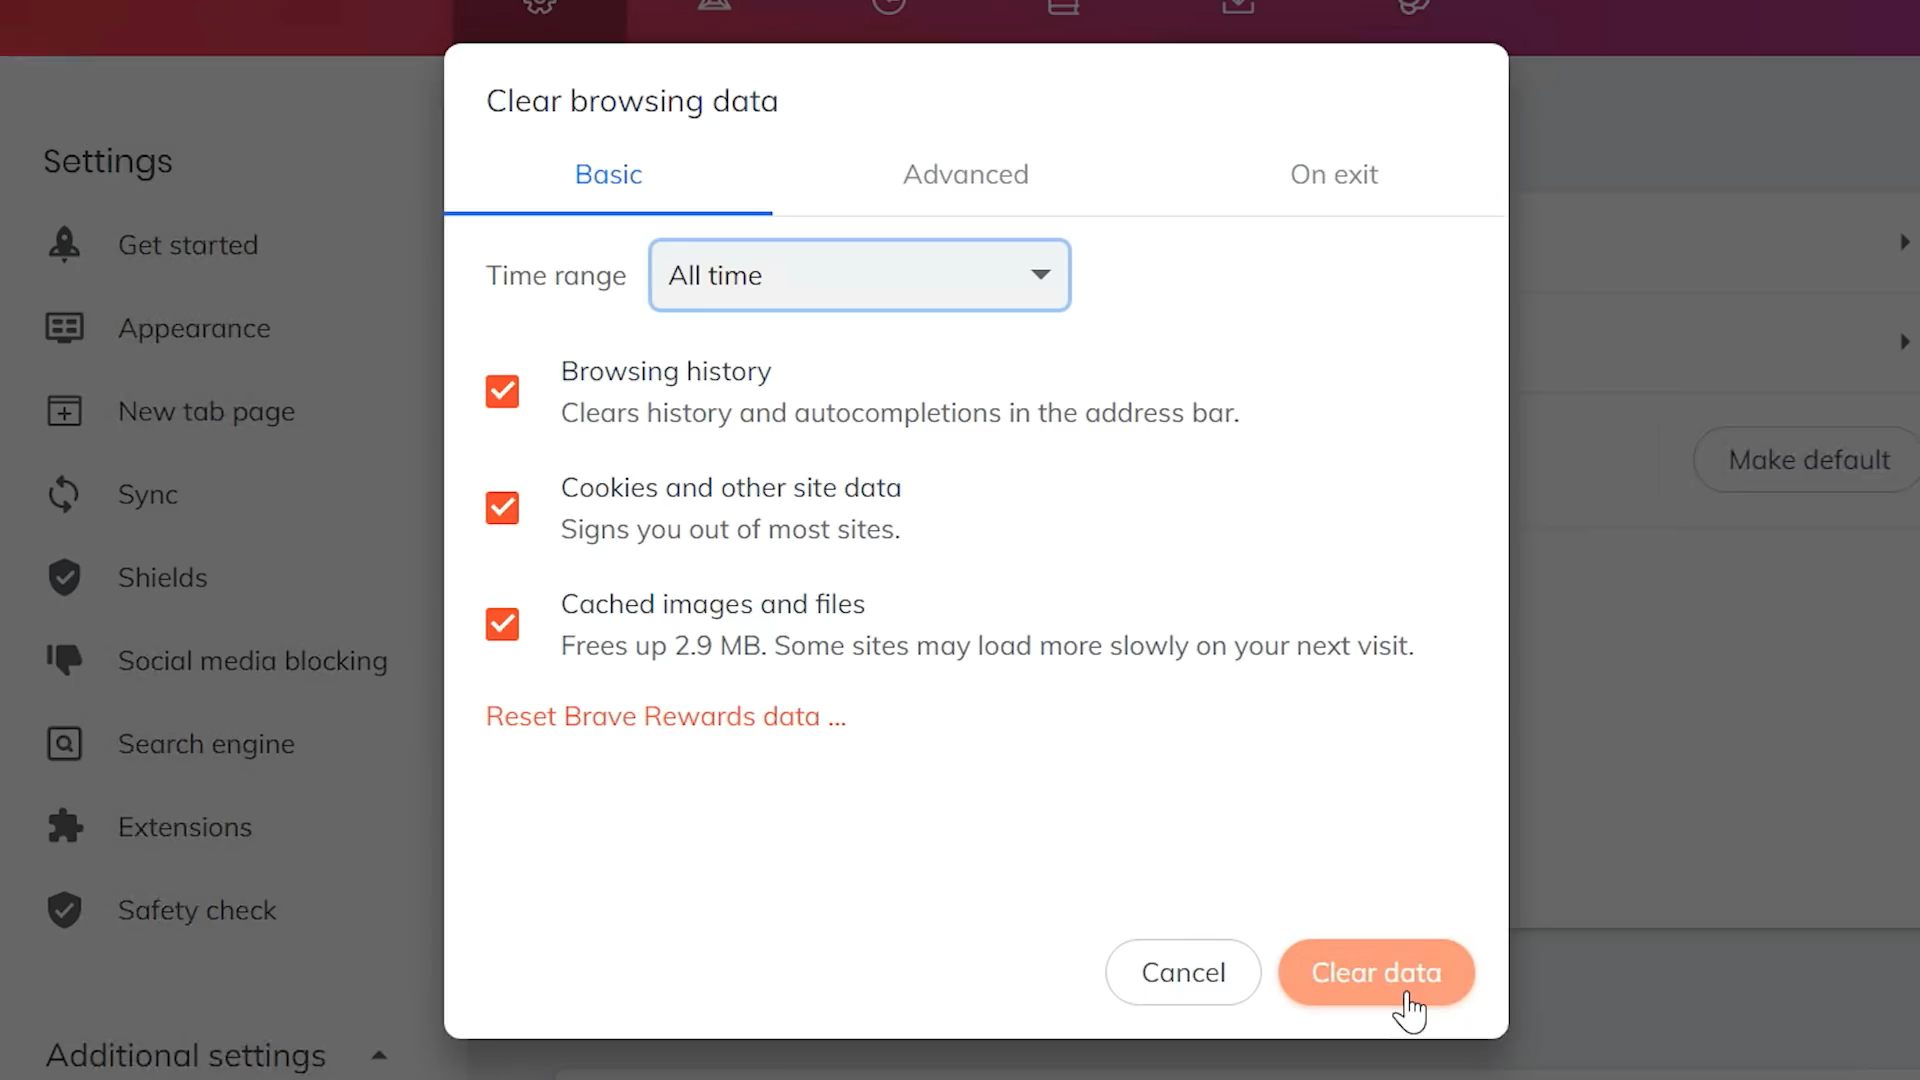 Clear browsing data
Basic
Advanced
On exit
Settings
Get started
Time range
All time
Appearance
Browsing history
Clears history and autocompletions in the address bar.
New tab page
Make default
Cookies and other site data
Signs you out of most sites.
Sync
Shields
Cached images and files
Frees up 2.9 MB. Some sites may load more slowly on your next visit.
Social media blocking
Reset Brave Rewards data ...
Search engine
Extensions
Safety check
Cancel
Clear data
Additional settings